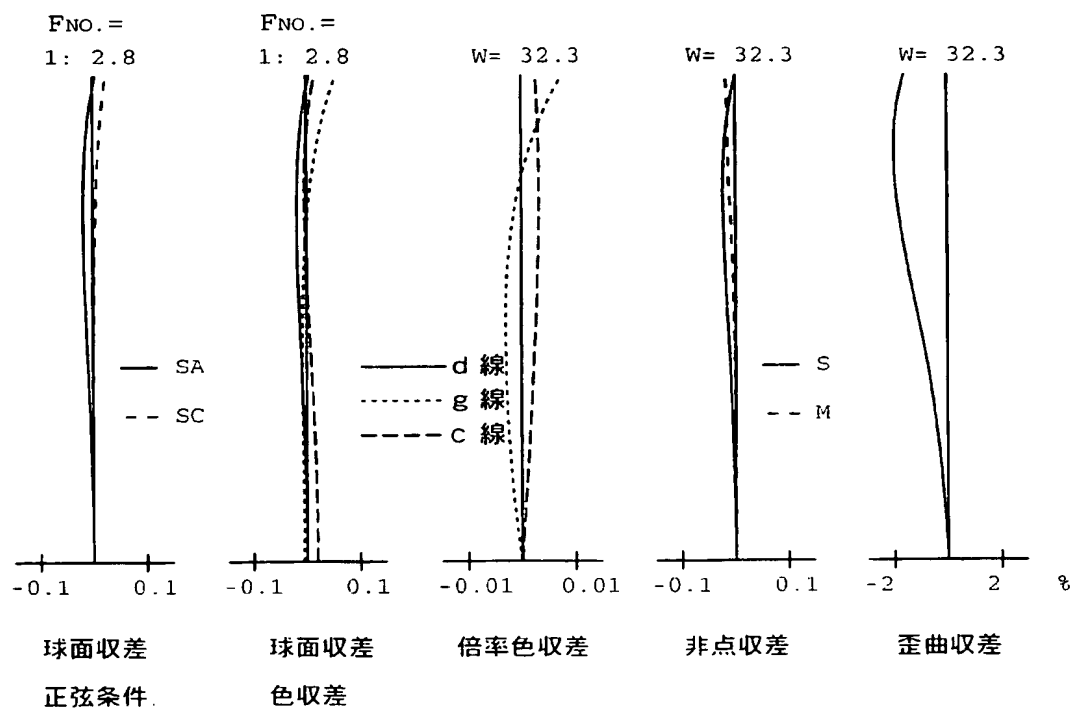 FNO.=
1: 2.8
FNO.=
1: 2.8
W= 32.3
W= 32.3
W= 32.3
SA
SC
d 線
g 線
c 線
S
M
-0.1 0.1
-0.1 0.1
-0.01 0.01
-0.1 0.1
-2 2 %
球面収差
正弦条件
球面収差
色収差
倍率色収差
非点収差
歪曲収差